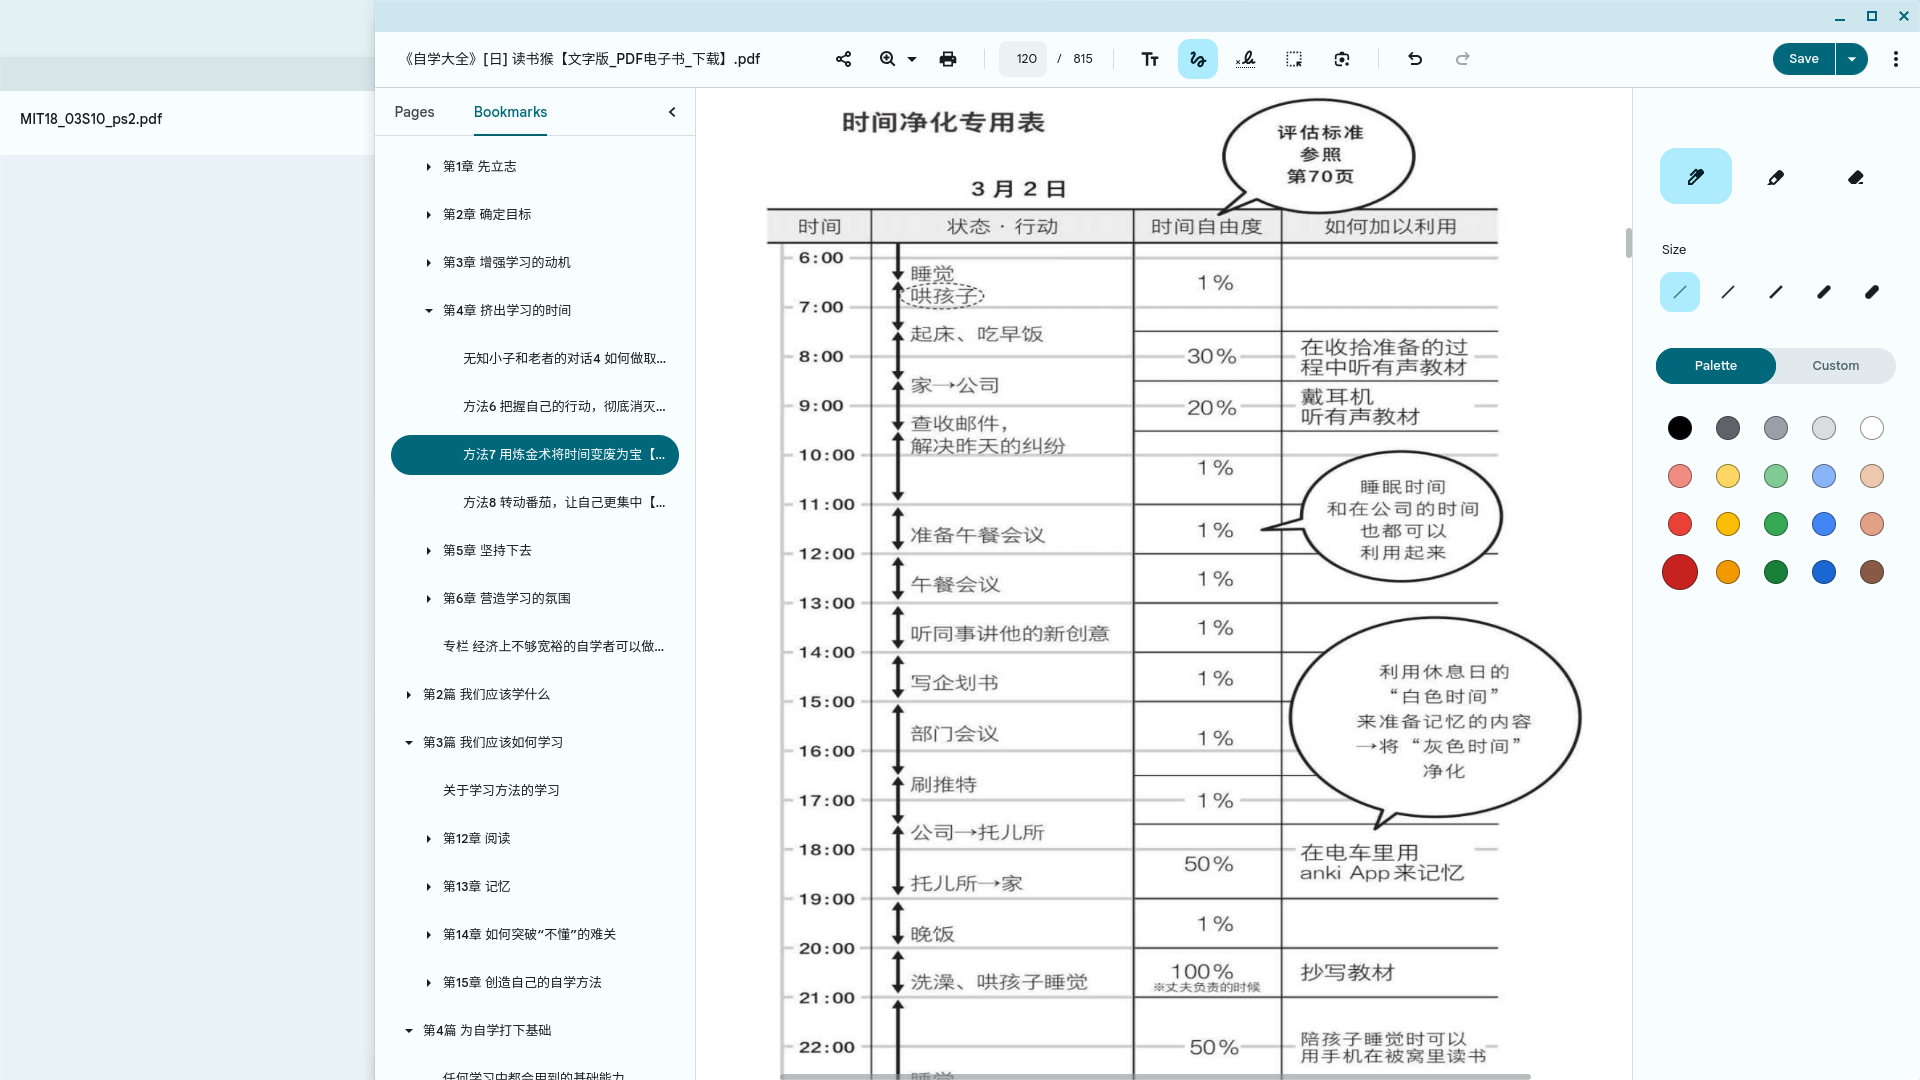 MIT18_03S10_ps2.pdf
《自学大全》[日] 读书猴【文字版_PDF电子书_下载】.pdf
120 / 815
Save
Pages
Bookmarks
第1章 先立志
第2章 确定目标
第3章 增强学习的动机
第4章 挤出学习的时间
无知小子和老者的对话4 如何做取...
方法6 把握自己的行动，彻底消灭...
方法7 用炼金术将时间变废为宝【...
方法8 转动番茄，让自己更集中【...
第5章 坚持下去
第6章 营造学习的氛围
专栏 经济上不够宽裕的自学者可以做...
第2篇 我们应该学什么
第3篇 我们应该如何学习
关于学习方法的学习
第12章 阅读
第13章 记忆
第14章 如何突破“不懂”的难关
第15章 创造自己的自学方法
第4篇 为自学打下基础
任何学习中都会用到的基础能力
时间净化专用表
评估标准
参照
第70页
3月2日
时间 状态·行动 时间自由度 如何加以利用
6:00
睡觉
1%
哄孩子
7:00
起床、吃早饭
8:00
30%
在收拾准备的过
程中听有声教材
家→公司
9:00
20%
戴耳机
听有声教材
查收邮件，
解决昨天的纠纷
10:00
1%
睡眠时间
和在公司的时间
也都可以
利用起来
11:00
准备午餐会议
1%
12:00
午餐会议
1%
13:00
听同事讲他的新创意
1%
14:00
写企划书
1%
利用休息日的
“白色时间”
来准备记忆的内容
→将“灰色时间”
净化
15:00
部门会议
1%
16:00
刷推特
17:00
1%
公司→托儿所
18:00
50%
在电车里用
anki App来记忆
托儿所→家
19:00
晚饭
1%
20:00
洗澡、哄孩子睡觉
100%
※丈夫负责的时候
抄写教材
21:00
22:00
50%
陪孩子睡觉时可以
用手机在被窝里读书
睡觉
Size
Palette
Custom